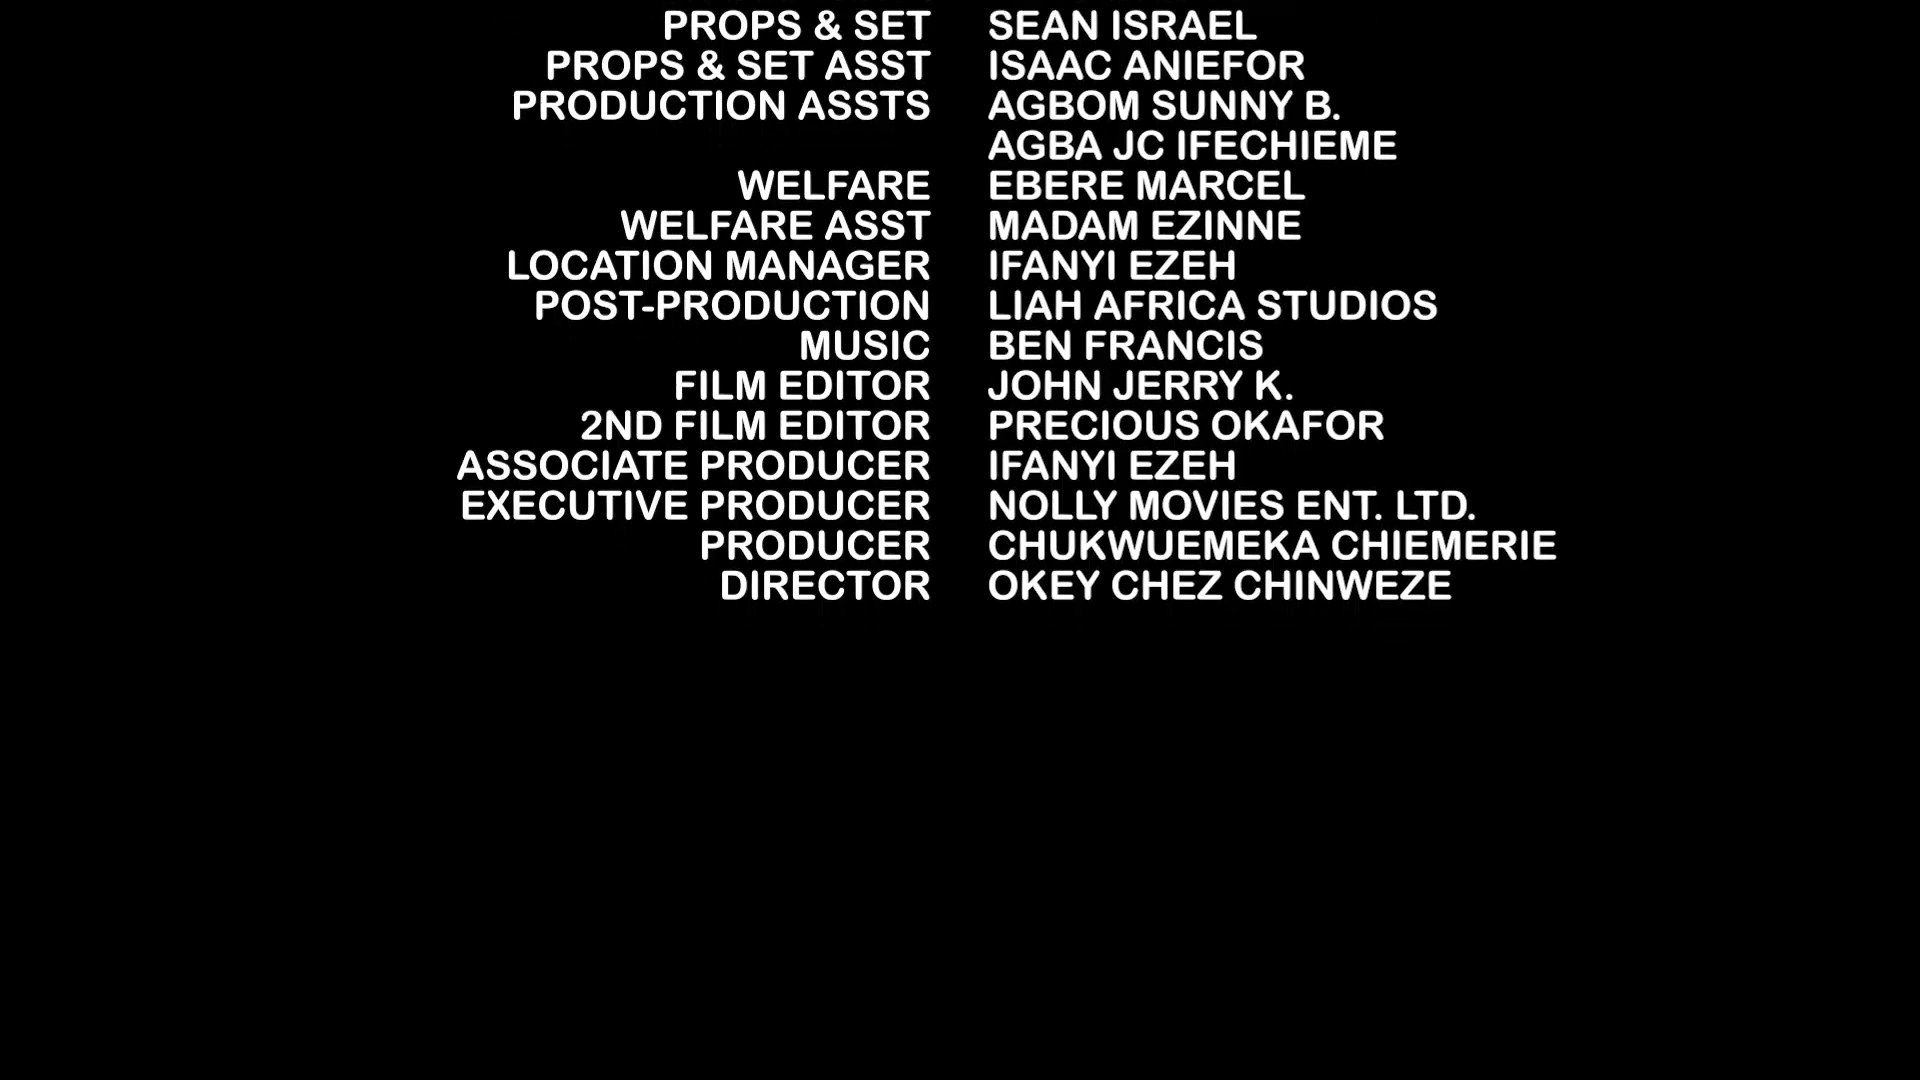 PROPS & SET SEAN ISRAEL
PROPS & SET ASST ISAAC ANIEFOR
PRODUCTION ASSTS AGBOM SUNNY B.
AGBA JC IFECHIEME
WELFARE EBERE MARCEL
WELFARE ASST MADAM EZINNE
LOCATION MANAGER IFANYI EZEH
POST-PRODUCTION LIAH AFRICA STUDIOS
MUSIC BEN FRANCIS
FILM EDITOR JOHN JERRY K.
2ND FILM EDITOR PRECIOUS OKAFOR
ASSOCIATE PRODUCER IFANYI EZEH
EXECUTIVE PRODUCER NOLLY MOVIES ENT. LTD.
PRODUCER CHUKWUEMEKA CHIEMERIE
DIRECTOR OKEY CHEZ CHINWEZE